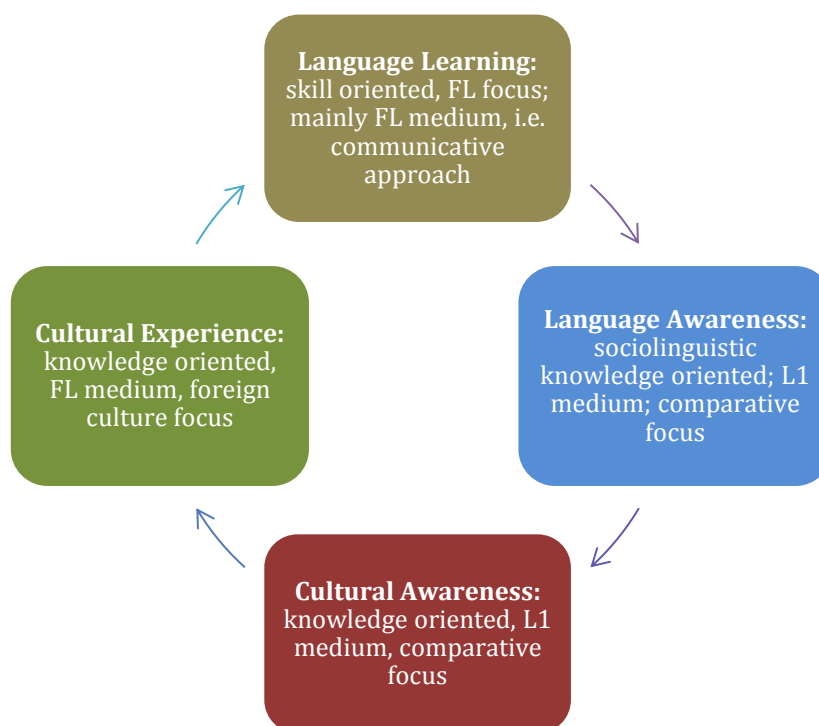 Language Learning:
skill oriented, FL focus;
mainly FL medium, i.e.
communicative
approach
Language Awareness:
sociolinguistic
knowledge oriented; L1
medium; comparative
focus
Cultural Awareness:
knowledge oriented, L1
medium, comparative
focus
Cultural Experience:
knowledge oriented,
FL medium, foreign
culture focus